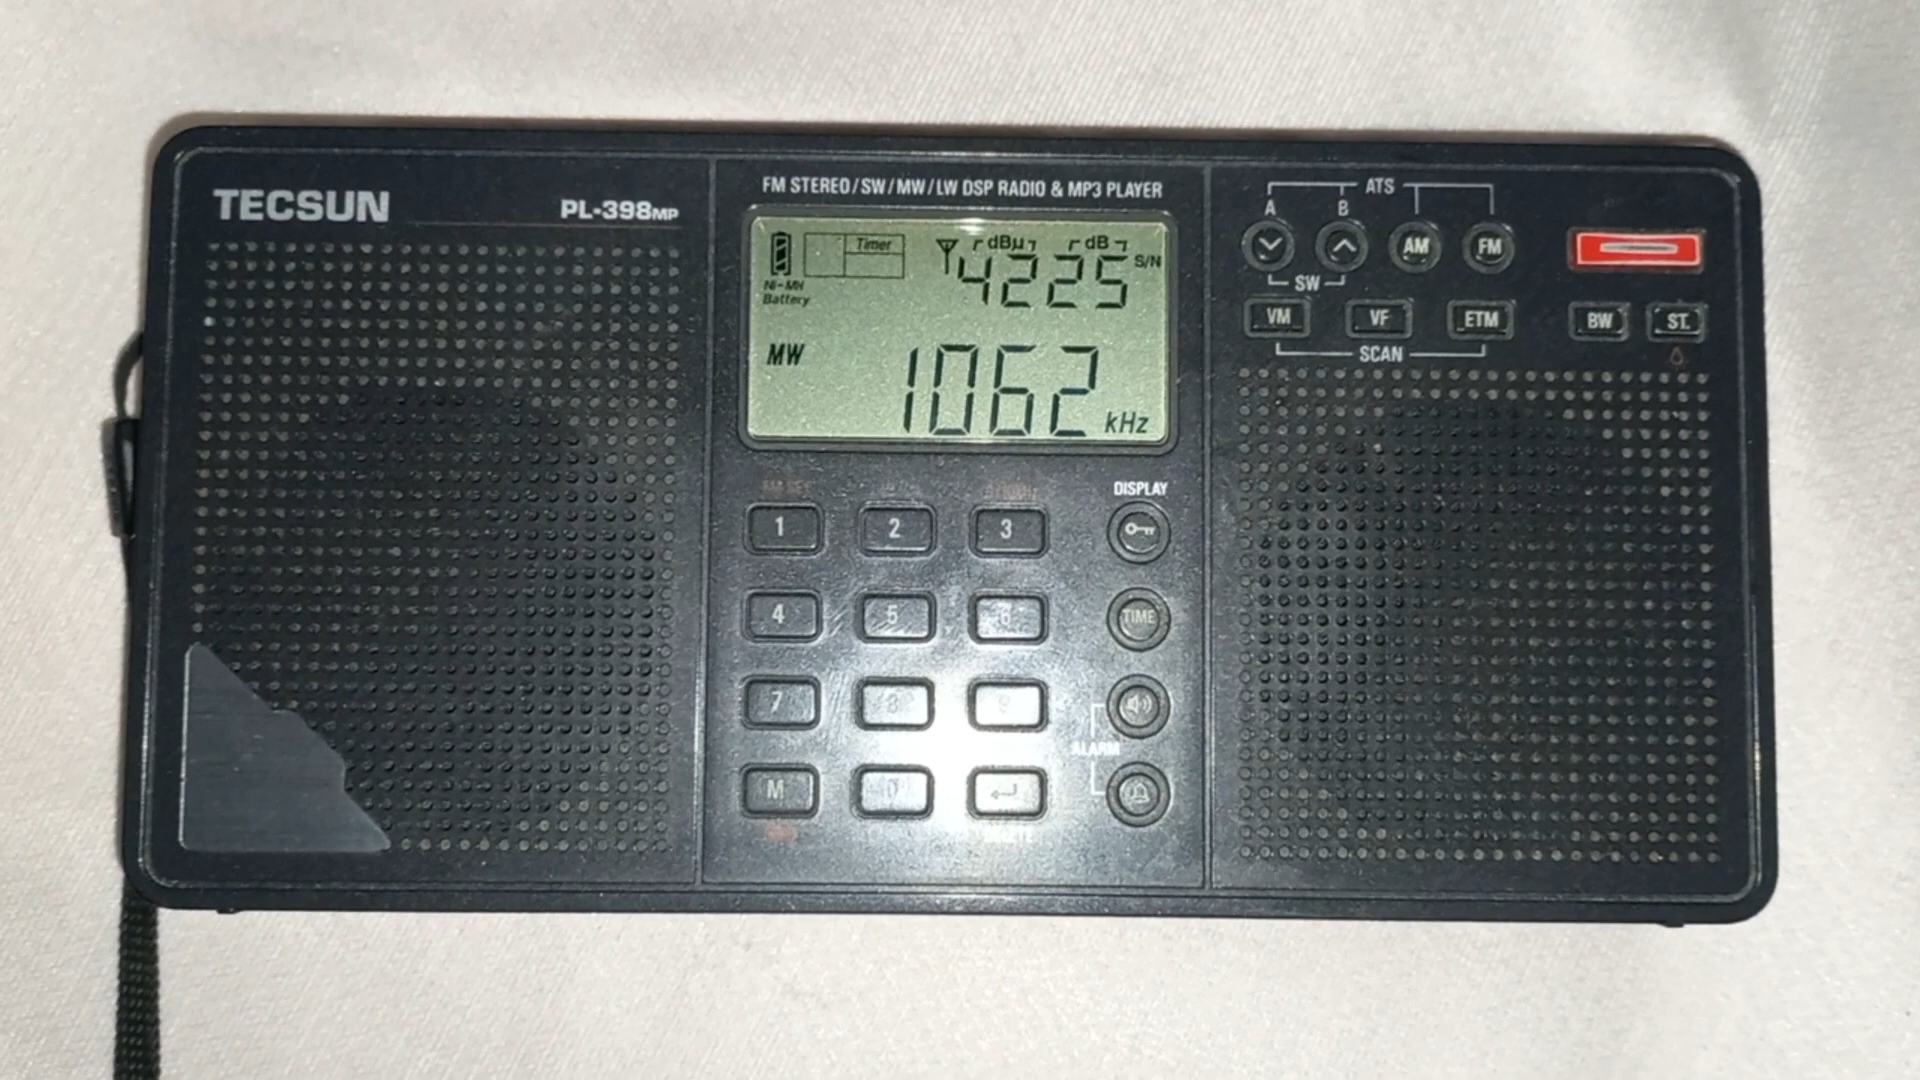 TECSUN
PL-398MP
FM STEREO/SW/MW/LW DSP RADIO & MP3 PLAYER
Timer
dBµ
dB
4225
S/N
Ni-MH
Battery
MW
1062
kHz
ATS
A
B
AM
FM
SW
VM
VF
ETM
BW
ST.
SCAN
DISPLAY
1
2
3
4
5
6
TIME
7
8
9
ALARM
M
0